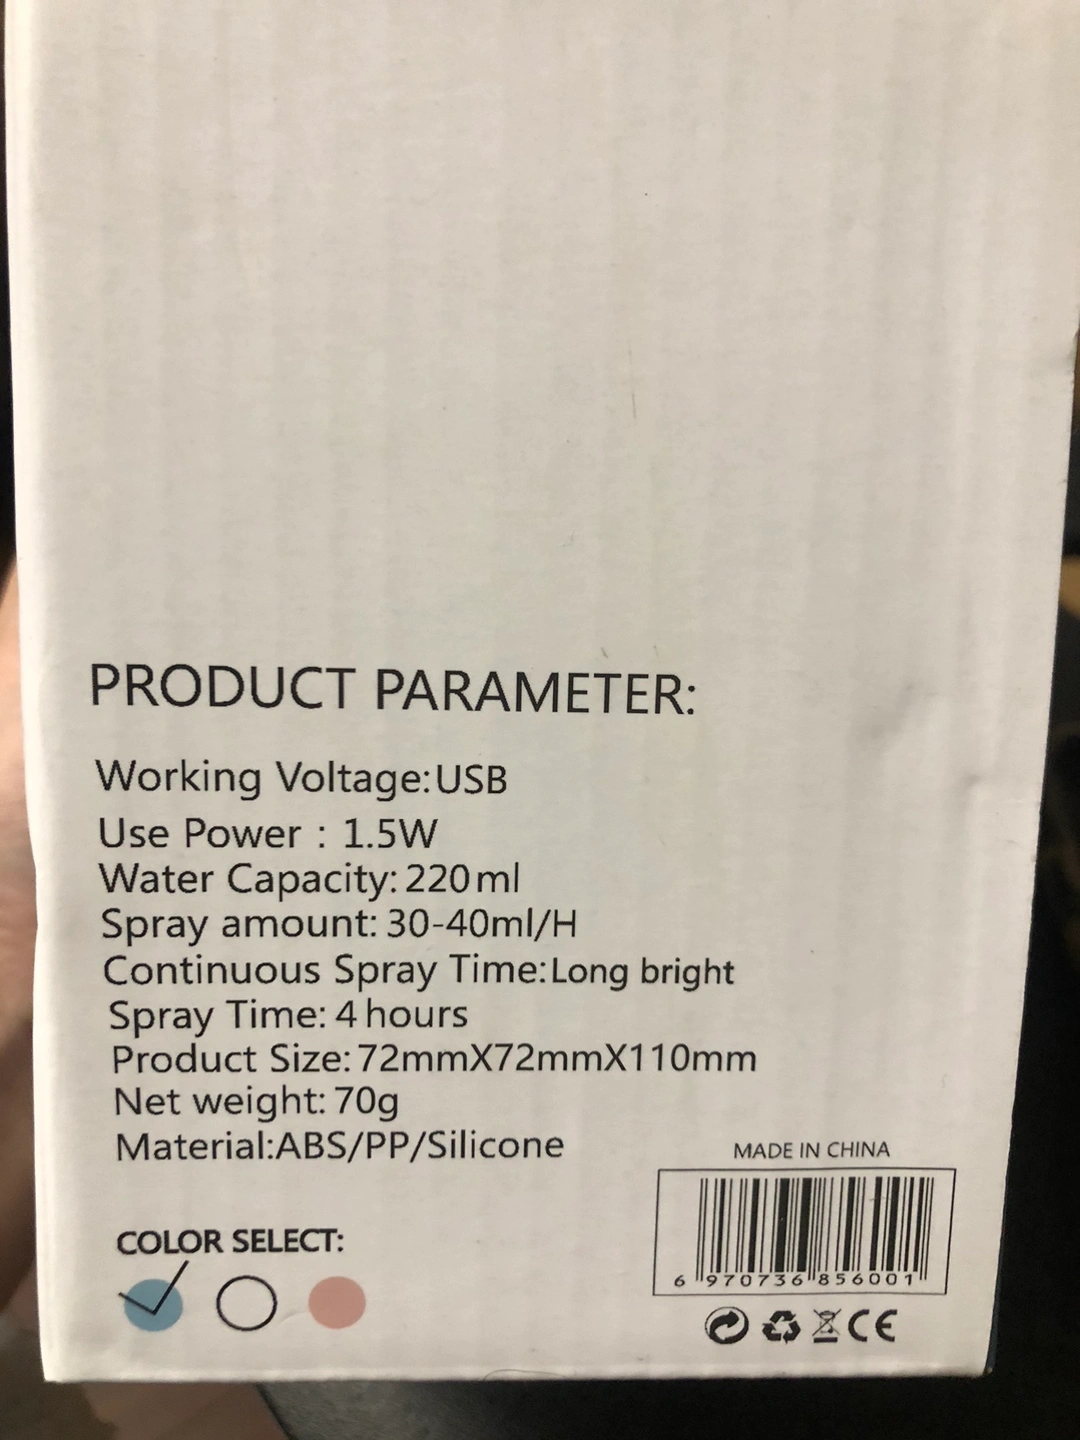 PRODUCT PARAMETER:
Working Voltage:USB
Use Power : 1.5W
Water Capacity: 220ml
Spray amount: 30-40ml/H
Continuous Spray Time:Long bright
Spray Time: 4 hours
Product Size: 72mmX72mmX110mm
Net weight: 70g
Material:ABS/PP/Silicone
COLOR SELECT:
MADE IN CHINA
6 970736 856001
CE